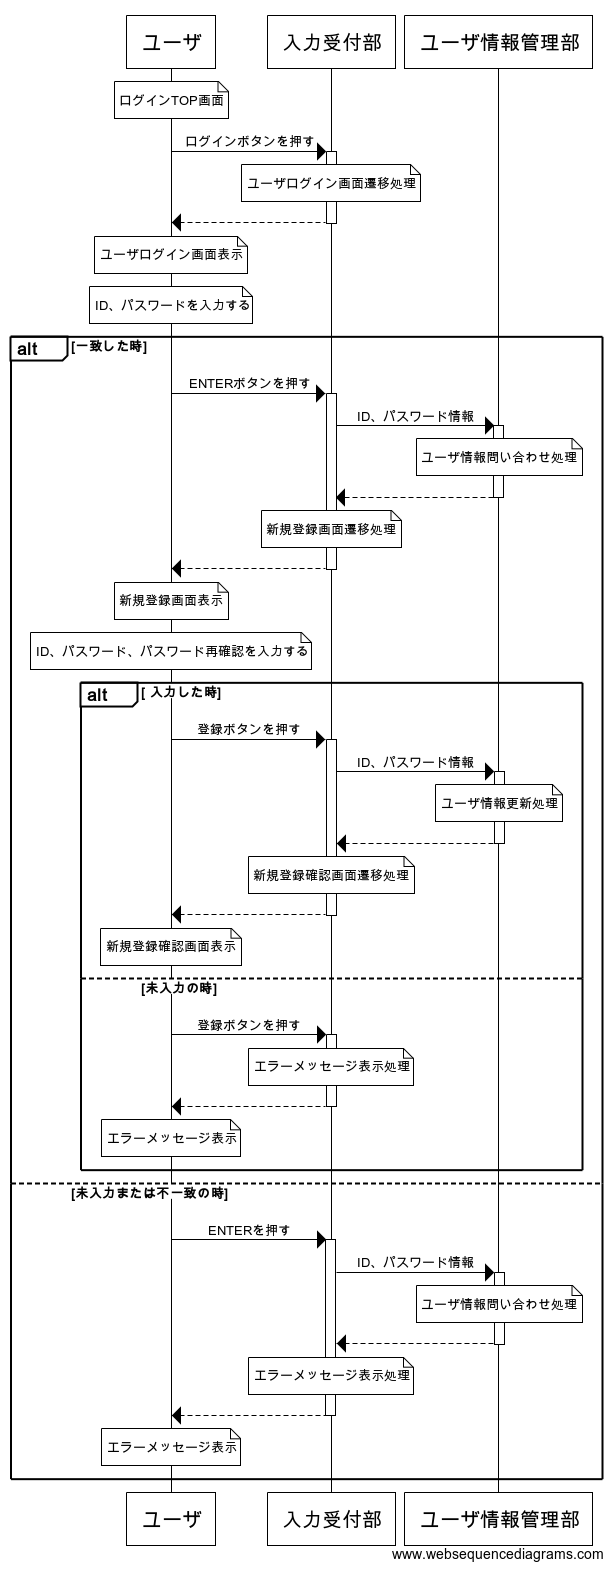 ユーザ 入力受付部 ユーザ情報管理部
ログインTOP画面
ログインボタンを押す
ユーザログイン画面遷移処理
ユーザログイン画面表示
ID、パスワードを入力する
alt [一致した時]
ENTERボタンを押す
ID、パスワード情報
ユーザ情報問い合わせ処理
新規登録画面遷移処理
新規登録画面表示
ID、パスワード、パスワード再確認を入力する
alt [ 入力した時]
登録ボタンを押す
ID、パスワード情報
ユーザ情報更新処理
新規登録確認画面遷移処理
新規登録確認画面表示
[未入力の時]
登録ボタンを押す
エラーメッセージ表示処理
エラーメッセージ表示
[未入力または不一致の時]
ENTERを押す
ID、パスワード情報
ユーザ情報問い合わせ処理
エラーメッセージ表示処理
エラーメッセージ表示
ユーザ 入力受付部 ユーザ情報管理部
www.websequencediagrams.com